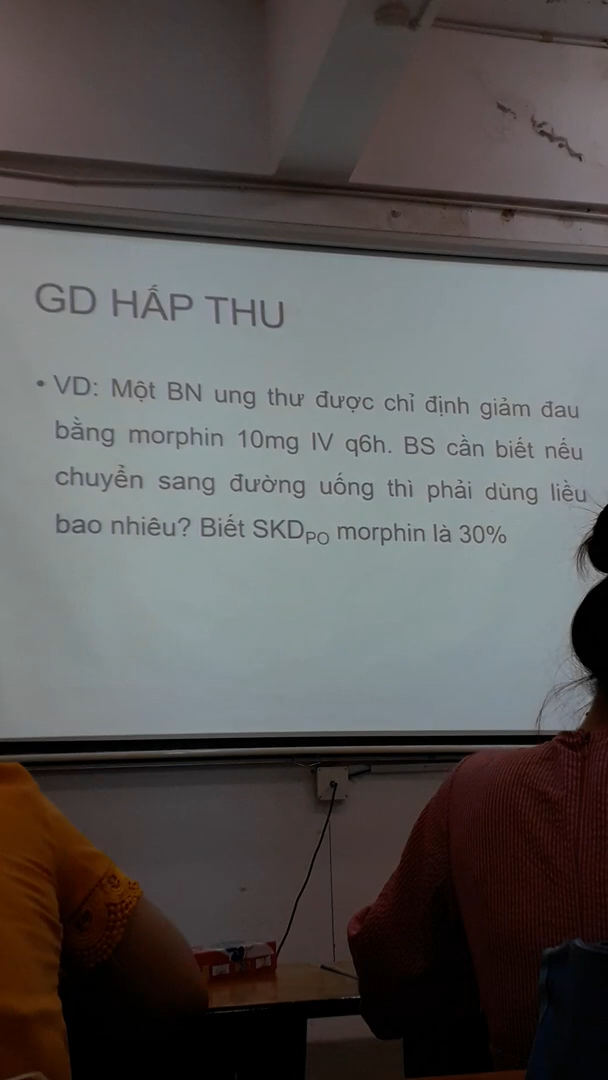 GD HẤP THU
• VD: Một BN ung thư được chỉ định giảm đau
bằng morphin 10mg IV q6h. BS cần biết nếu
chuyển sang đường uống thì phải dùng liều
bao nhiêu? Biết SKDPO morphin là 30%